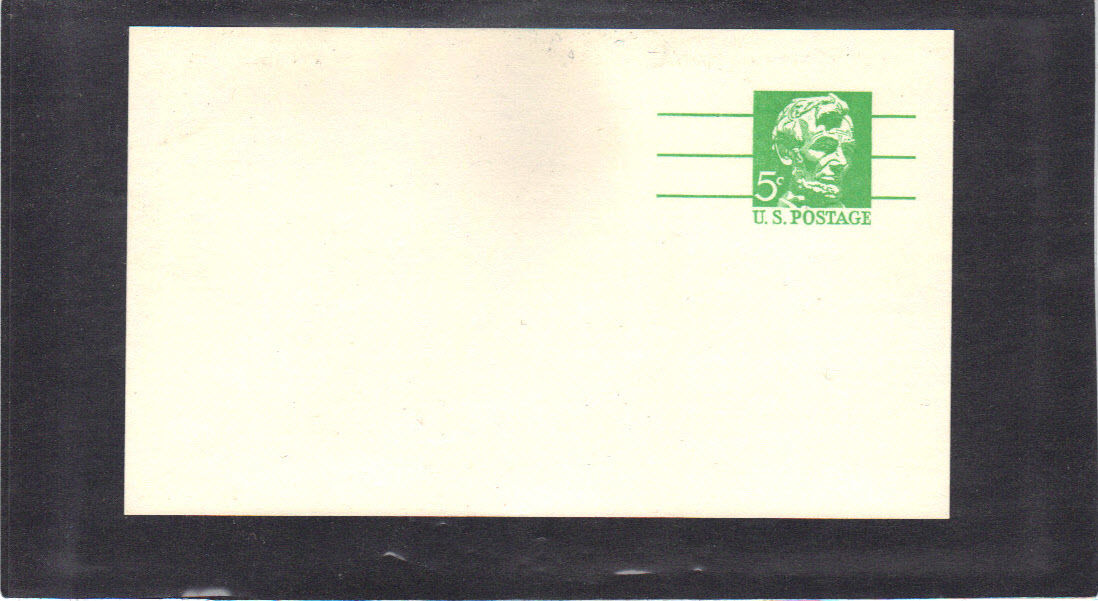 5c
U. S. POSTAGE